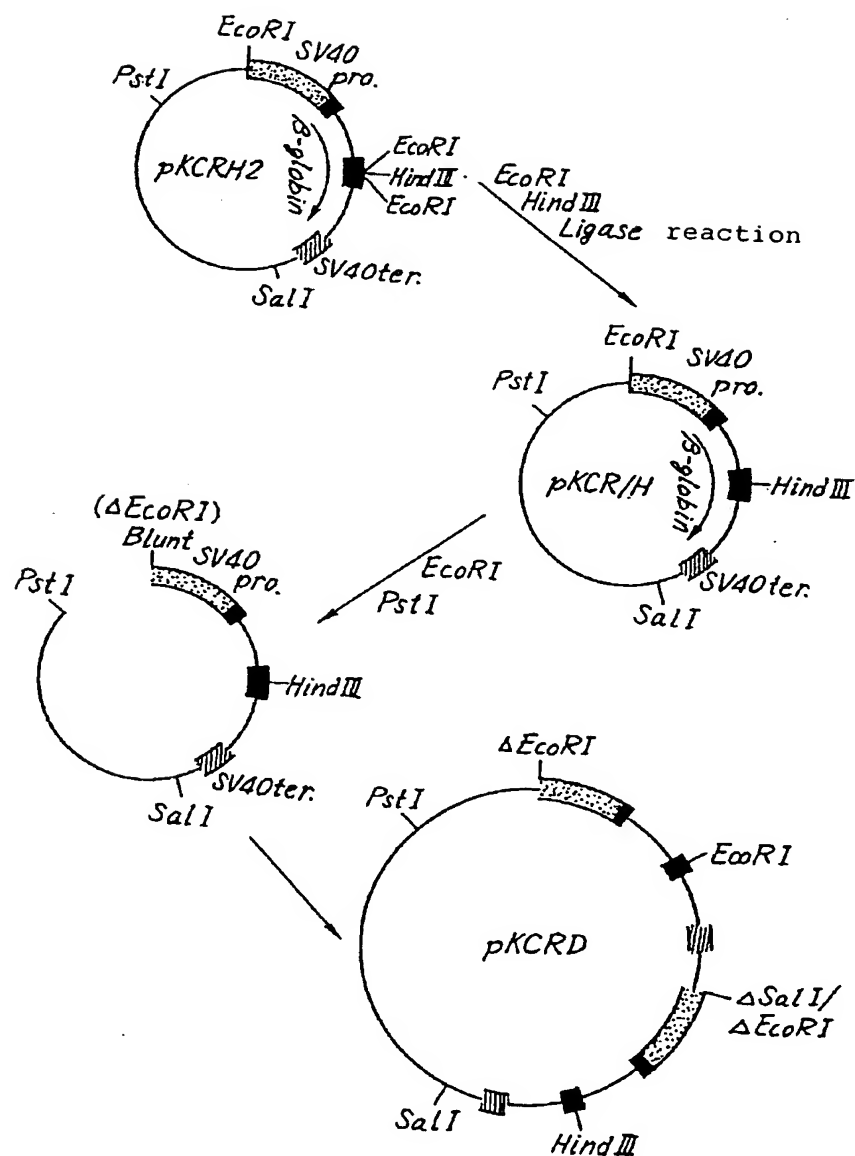 EcoRI
SV40
pro.
PstI
pKCRH2
β-globin
EcoRI
HindIII
EcoRI
SV40ter.
SalI
EcoRI
HindIII
Ligase reaction
EcoRI
SV40
pro.
PstI
pKCR/H
β-globin
HindIII
SV40ter.
SalI
EcoRI
PstI
(ΔEcoRI)
Blunt
SV40
pro.
PstI
HindIII
SV40ter.
SalI
ΔEcoRI
PstI
EcoRI
pKCRD
ΔSalI/
ΔEcoRI
SalI
HindIII